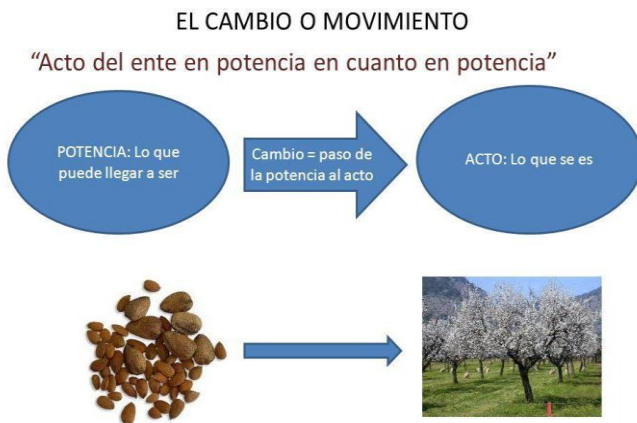 EL CAMBIO O MOVIMIENTO
“Acto del ente en potencia en cuanto en potencia”
POTENCIA: Lo que
puede llegar a ser
Cambio = paso de
la potencia al acto
ACTO: Lo que se es